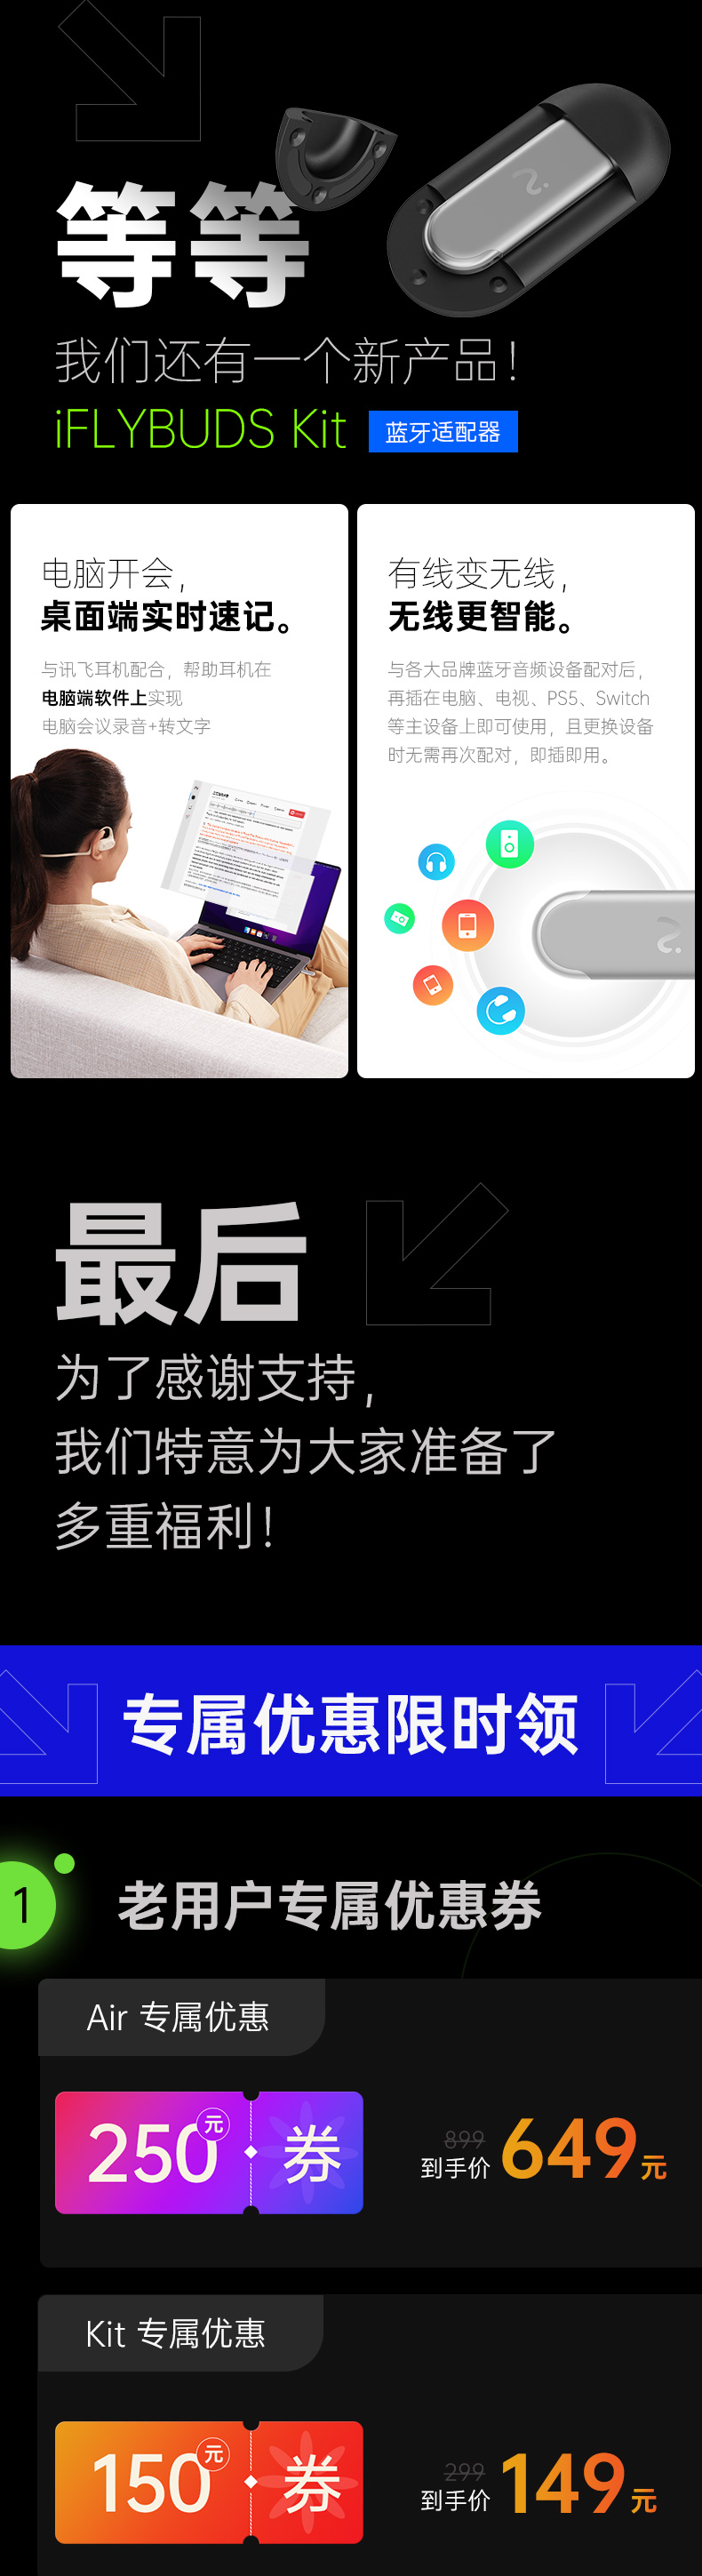 等等
我们还有一个新产品！
iFLYBUDS Kit 蓝牙适配器
电脑开会，
桌面端实时速记。
与讯飞耳机配合，帮助耳机在
电脑端软件上实现
电脑会议录音+转文字
有线变无线，
无线更智能。
与各大品牌蓝牙音频设备配对后，
再插在电脑、电视、PS5、Switch
等主设备上即可使用，且更换设备
时无需再次配对，即插即用。
最后
为了感谢支持，
我们特意为大家准备了
多重福利！
专属优惠限时领
1 老用户专属优惠券
Air 专属优惠
250元 券
899
到手价 649元
Kit 专属优惠
150元 券
299
到手价 149元